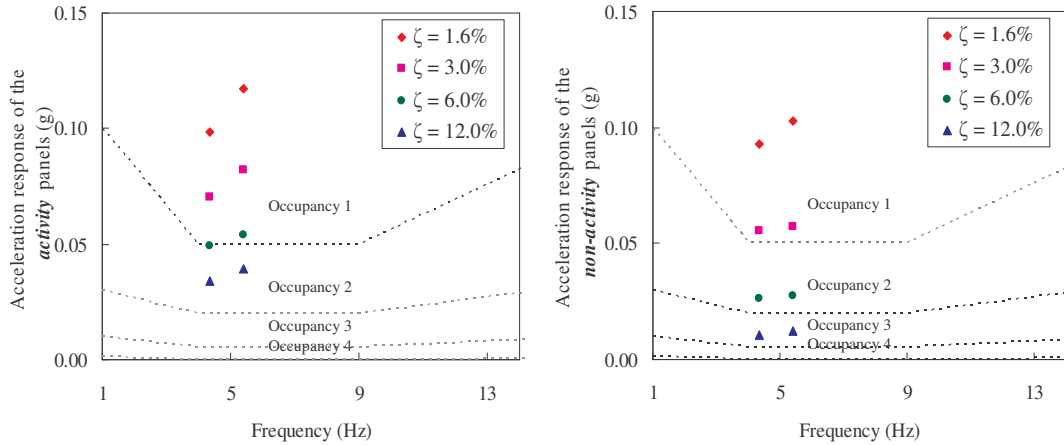 Acceleration response of the
activity panels (g)
0.15
0.10
0.05
0.00
ζ = 1.6%
ζ = 3.0%
ζ = 6.0%
ζ = 12.0%
Occupancy 1
Occupancy 2
Occupancy 3
Occupancy 4
1 5 9 13
Frequency (Hz)
Acceleration response of the
non-activity panels (g)
0.15
0.10
0.05
0.00
ζ = 1.6%
ζ = 3.0%
ζ = 6.0%
ζ = 12.0%
Occupancy 1
Occupancy 2
Occupancy 3
Occupancy 4
1 5 9 13
Frequency (Hz)